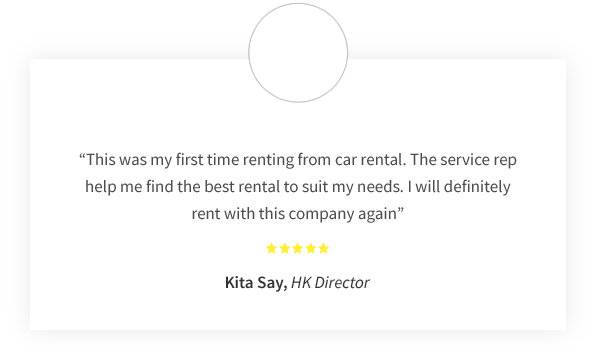 “This was my first time renting from car rental. The service rep
help me find the best rental to suit my needs. I will definitely
rent with this company again”
Kita Say, HK Director